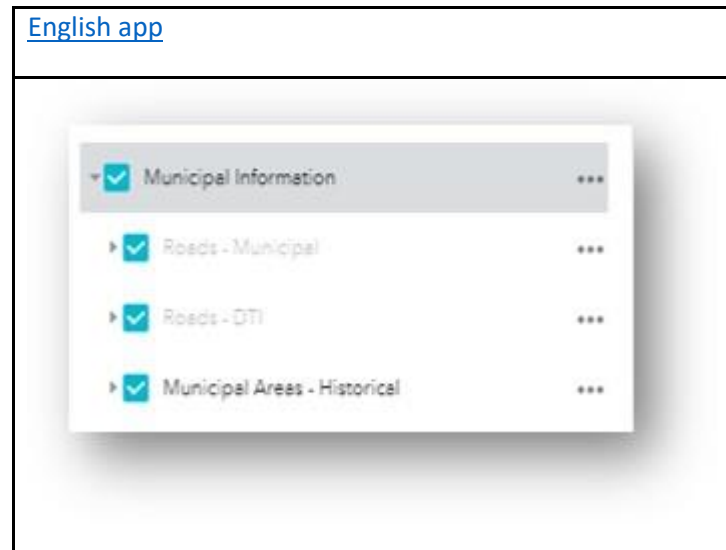 English app
Municipal Information
Roads - Municipal
Roads - DTI
Municipal Areas - Historical